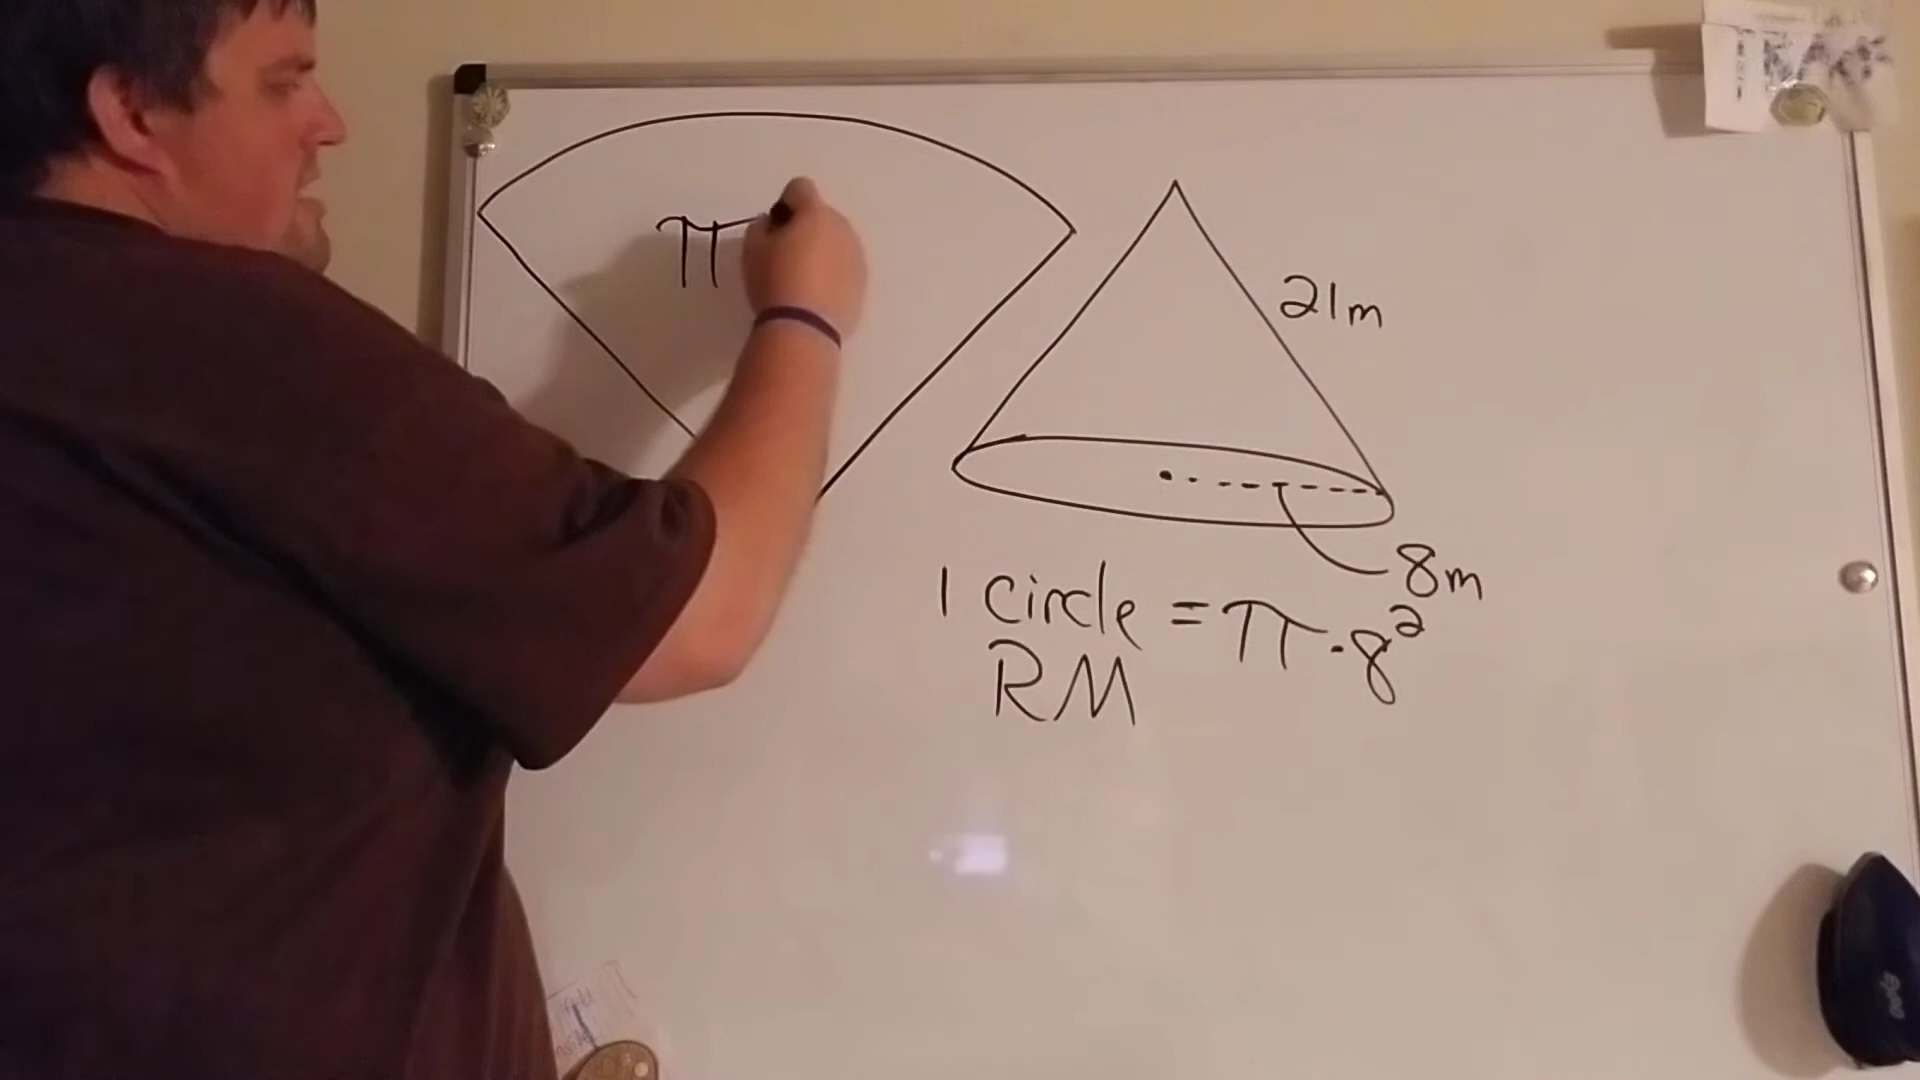 π
21m
8m
1 circle = π · 8²
RM